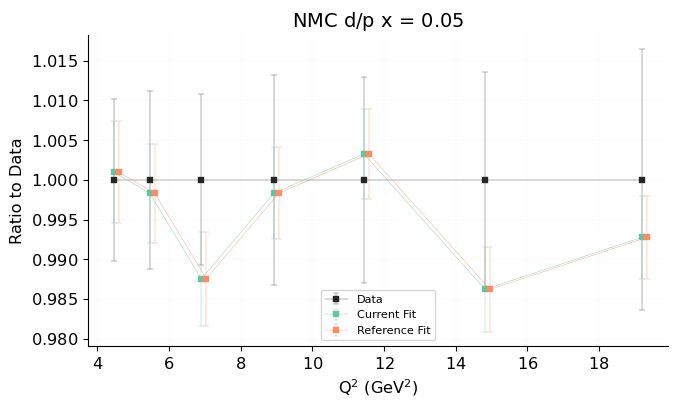 NMC d/p x = 0.05
Ratio to Data
1.015
1.010
1.005
1.000
0.995
0.990
0.985
0.980
Data
Current Fit
Reference Fit
4 6 8 10 12 14 16 18
Q² (GeV²)